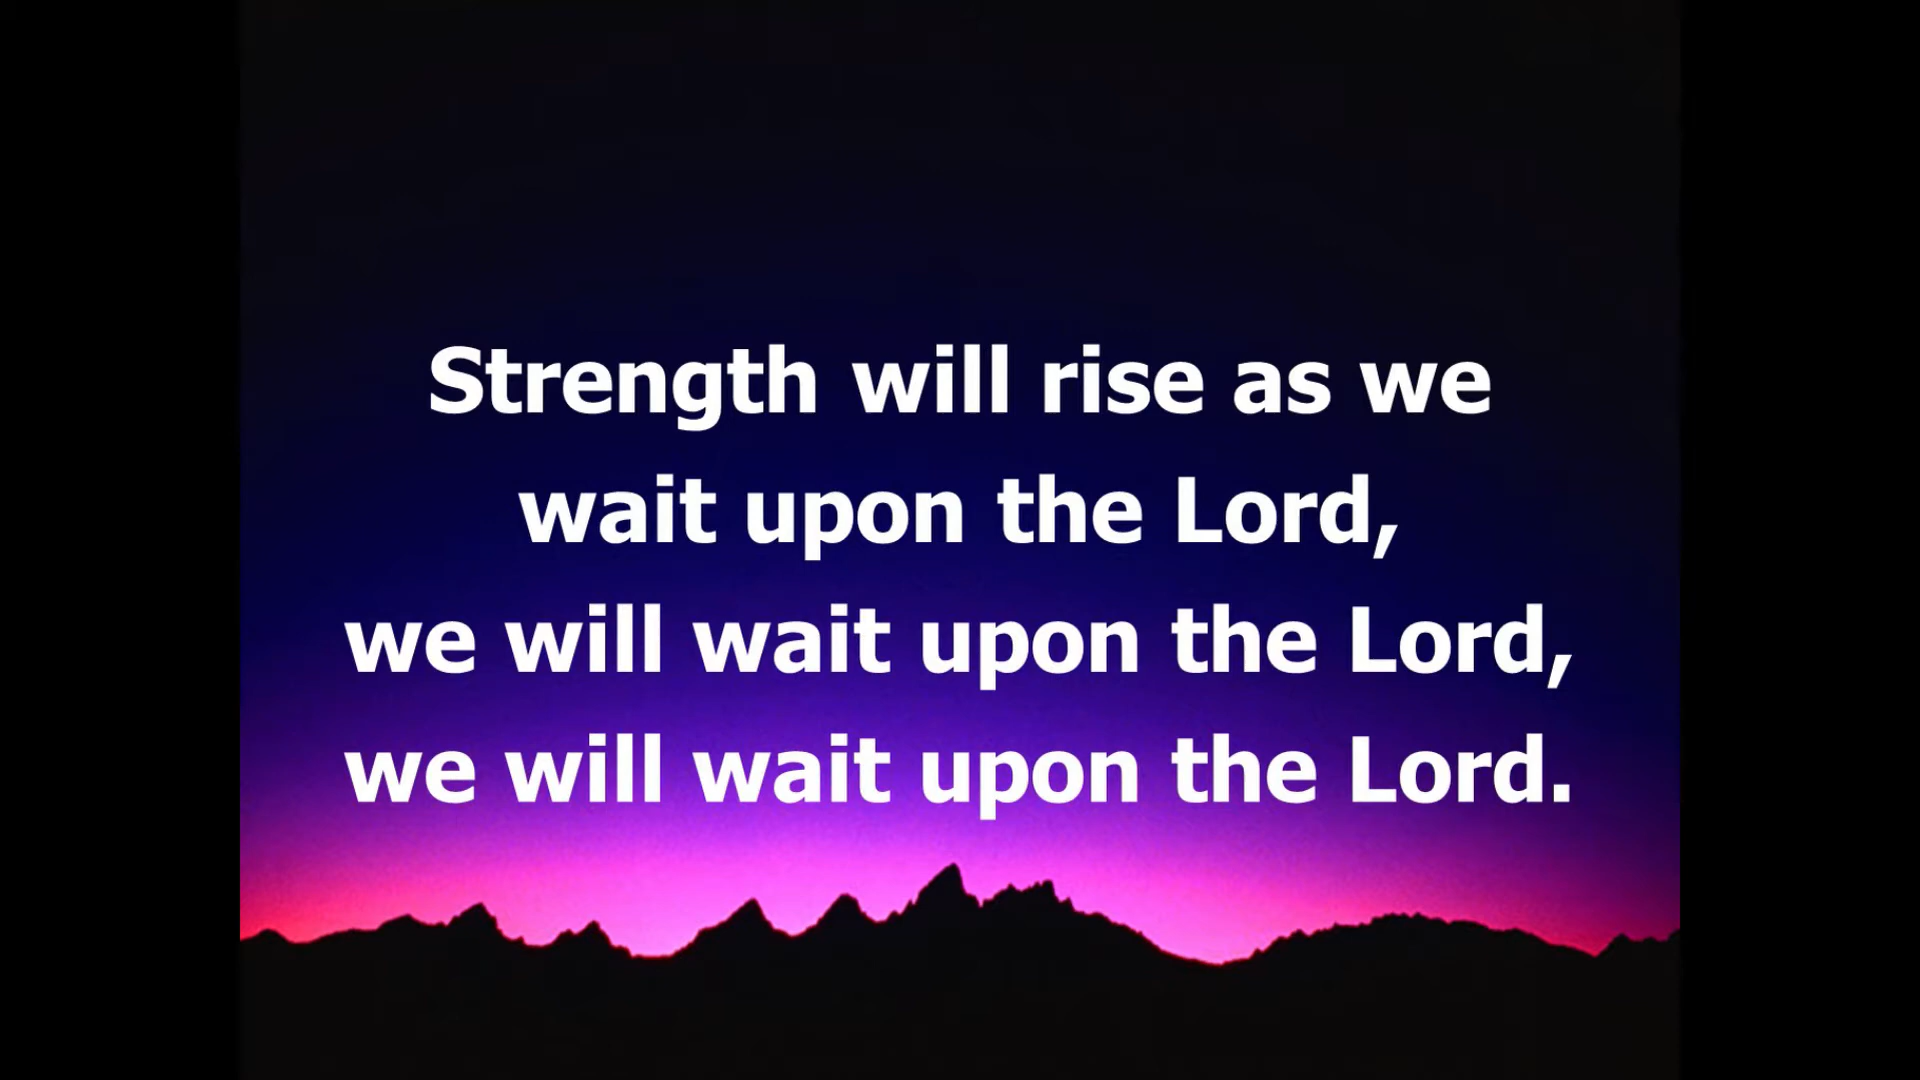 Strength will rise as we
wait upon the Lord,
we will wait upon the Lord,
we will wait upon the Lord.